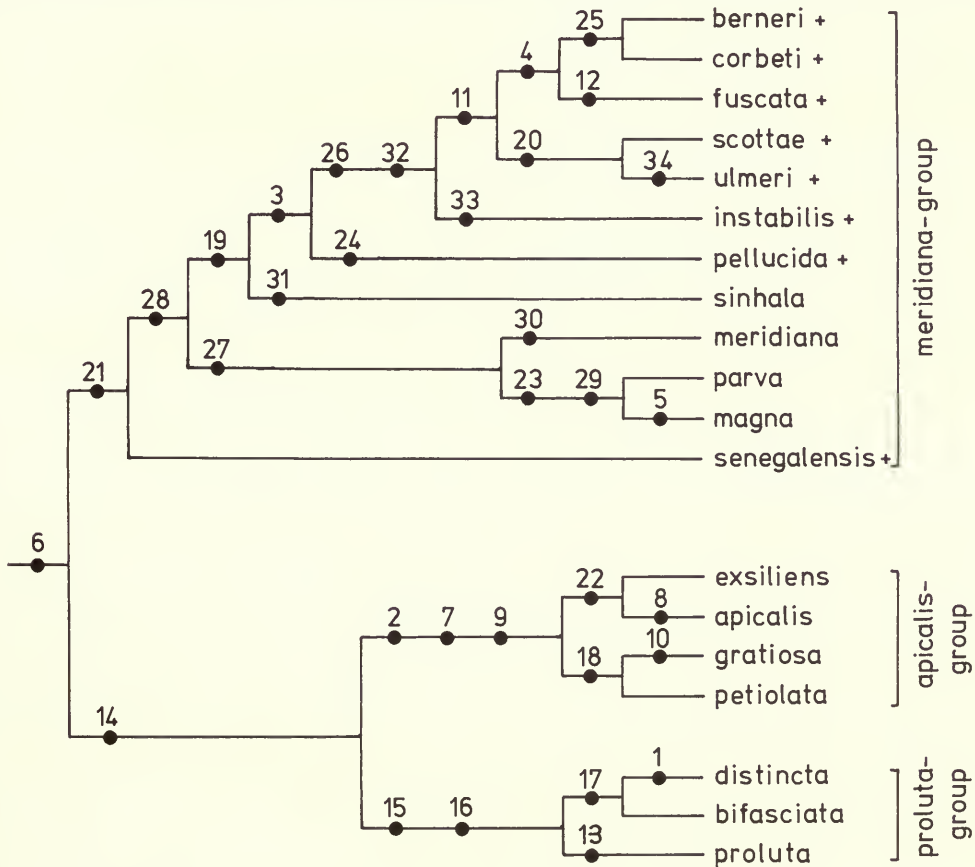 25 berneri +
4 corbeti +
12 fuscata +
11
20 scottae +
26 32 34 ulmeri +
3 33 instabilis +
19 24 pellucida +
31 sinhala
28 30 meridiana
27 23 29 parva
21 5 magna
senegalensis +
meridiana-group
6
22 exsiliens
2 7 9 8 apicalis
10 gratiosa
18 petiolata
apicalis-
group
14
1 distincta
17 bifasciata
15 16 13 proluta
proluta-
group